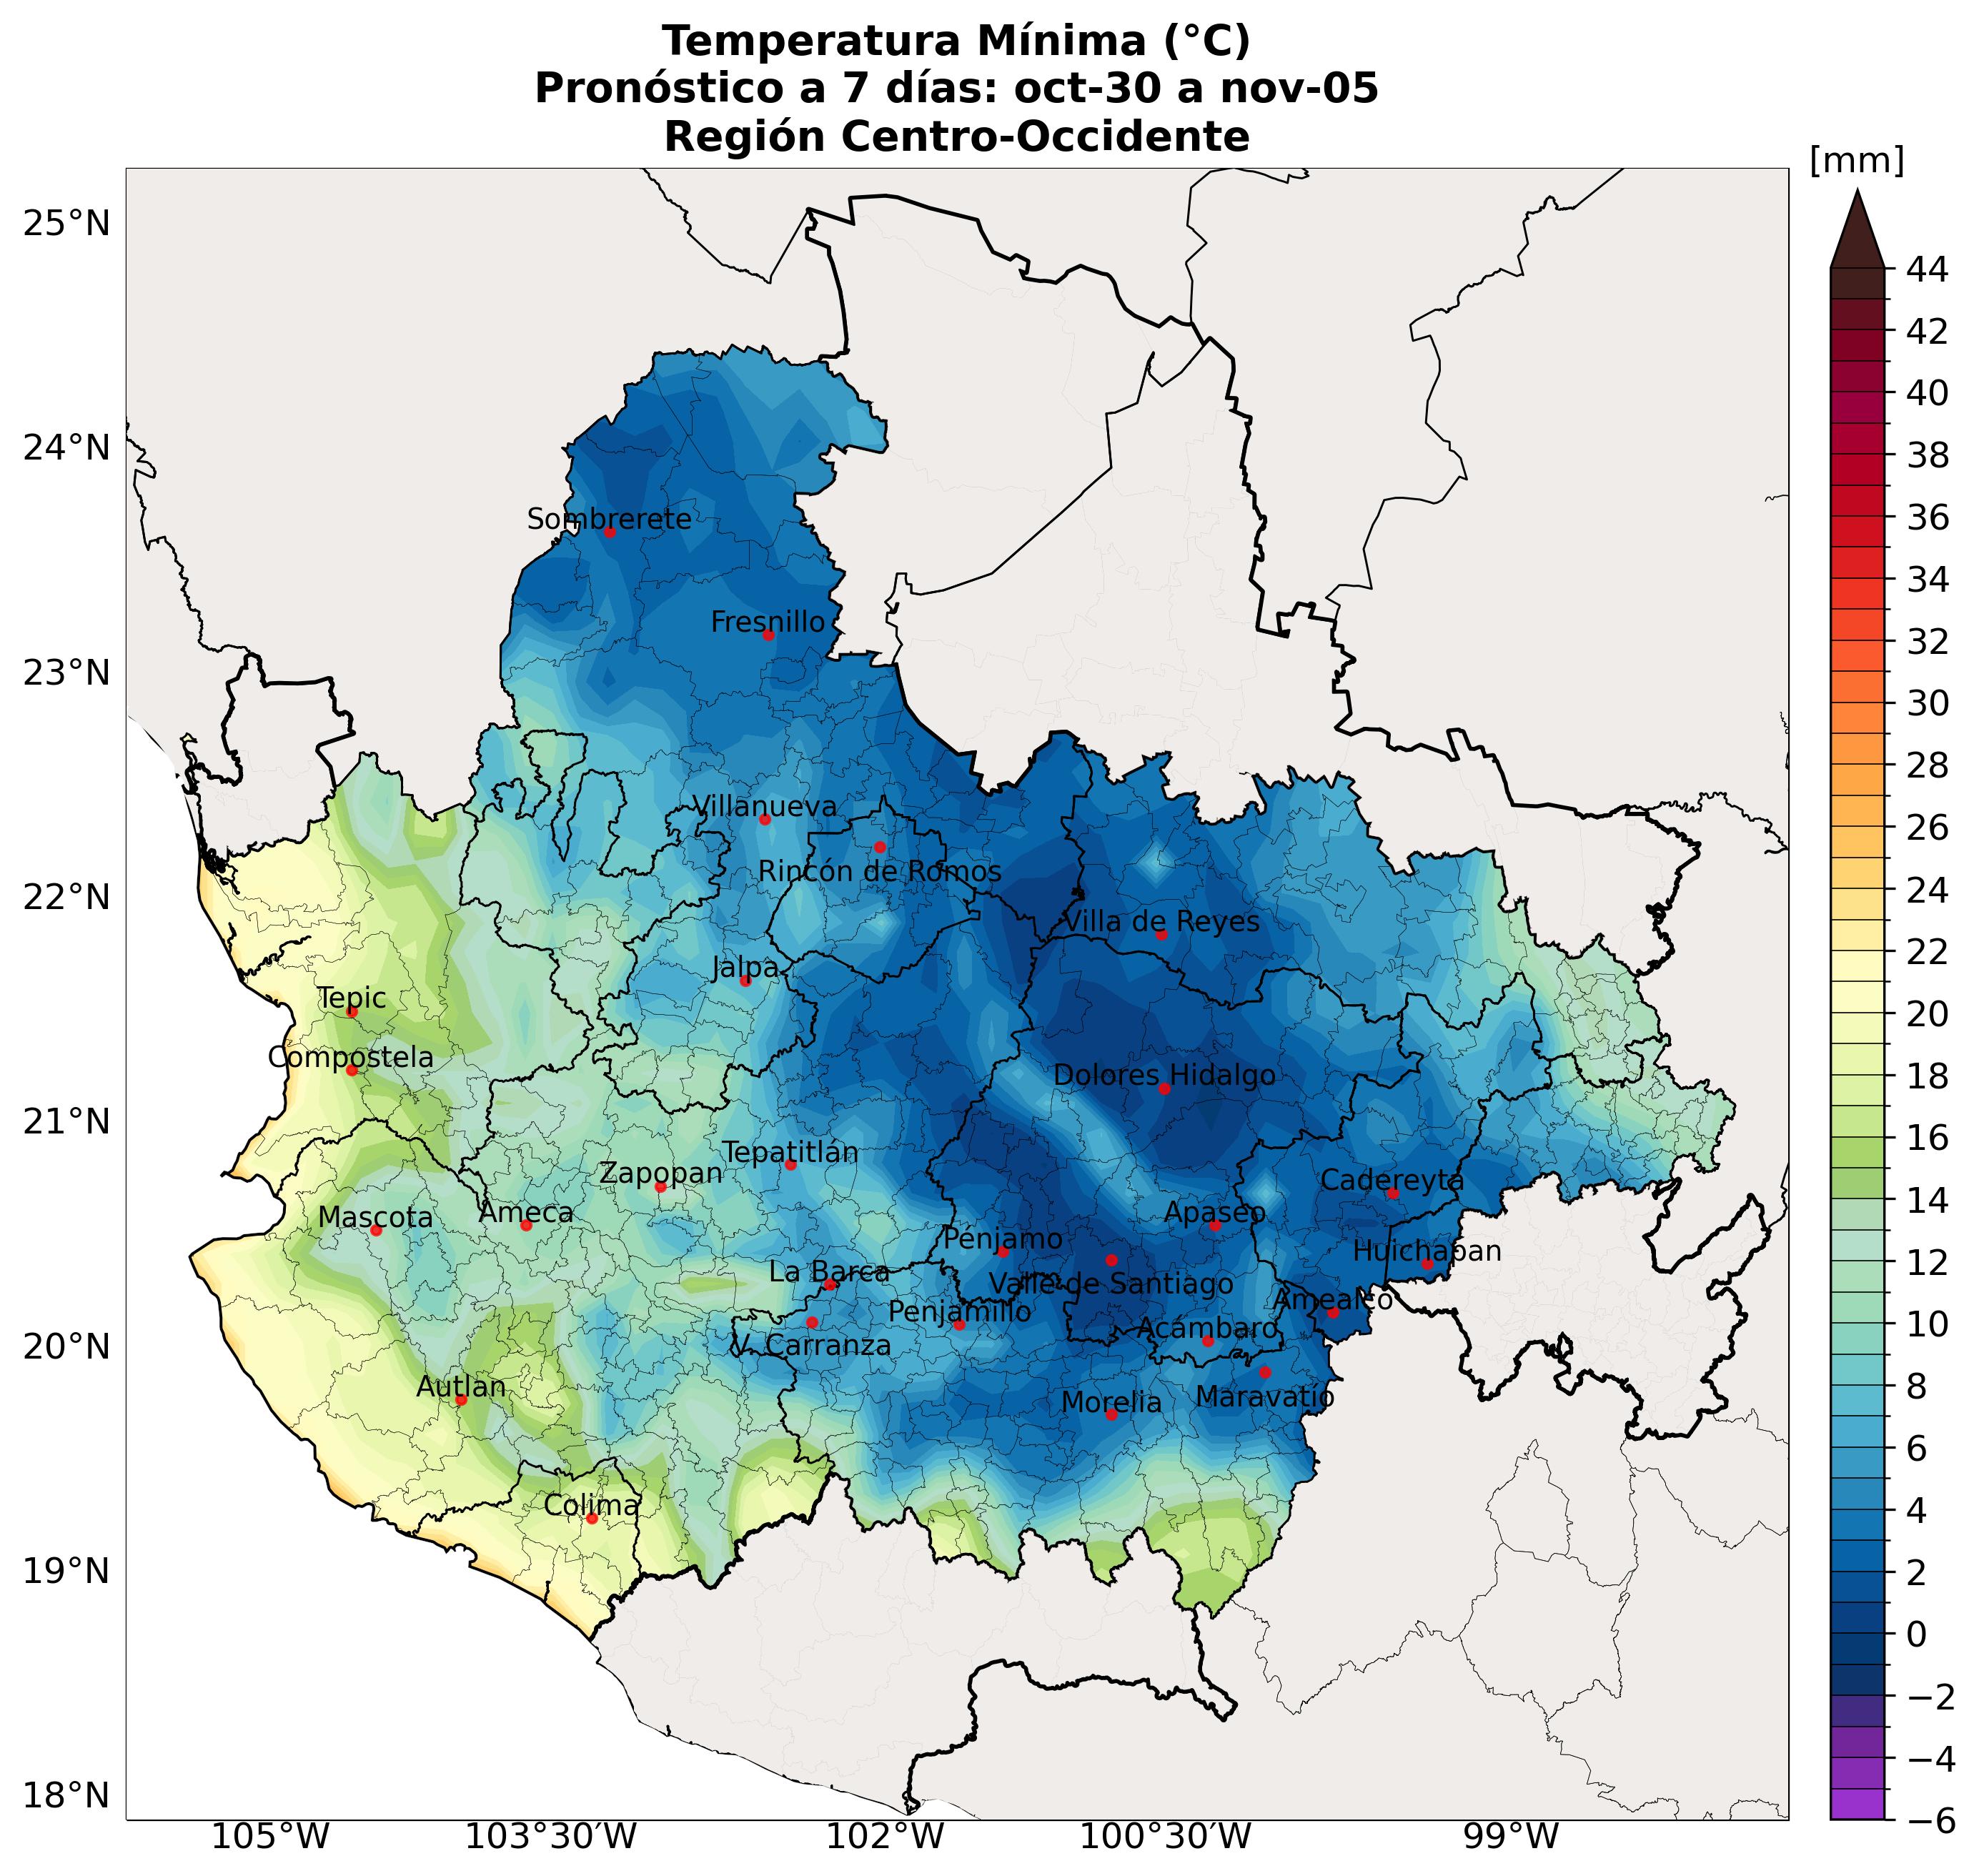 Temperatura Mínima (°C)
Pronóstico a 7 días: oct-30 a nov-05
Región Centro-Occidente
[mm]
25°N
24°N
23°N
22°N
21°N
20°N
19°N
18°N
105°W
103°30'W
102°W
100°30'W
99°W
44
42
40
38
36
34
32
30
28
26
24
22
20
18
16
14
12
10
8
6
4
2
0
−2
−4
−6
Sombrerete
Fresnillo
Villanueva
Rincón de Romos
Villa de Reyes
Jalpa
Tepic
Compostela
Dolores Hidalgo
Tepatitlán
Zapopan
Cadereyta
Mascota
Ameca
Apaseo
Pénjamo
Huichapan
La Barca
Valle de Santiago
Penjamillo
Amealco
Acámbaro
V. Carranza
Autlan
Morelia
Maravatío
Colima